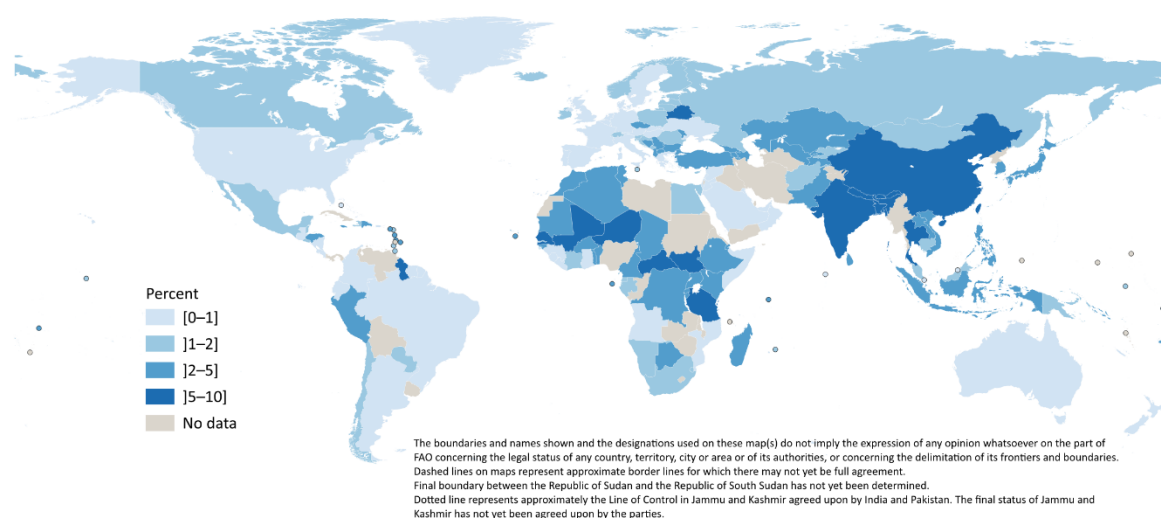 Percent
[0–1]
]1–2]
]2–5]
]5–10]
No data
The boundaries and names shown and the designations used on these map(s) do not imply the expression of any opinion whatsoever on the part of
FAO concerning the legal status of any country, territory, city or area or of its authorities, or concerning the delimitation of its frontiers and boundaries.
Dashed lines on maps represent approximate border lines for which there may not yet be full agreement.
Final boundary between the Republic of Sudan and the Republic of South Sudan has not yet been determined.
Dotted line represents approximately the Line of Control in Jammu and Kashmir agreed upon by India and Pakistan. The final status of Jammu and
Kashmir has not yet been agreed upon by the parties.